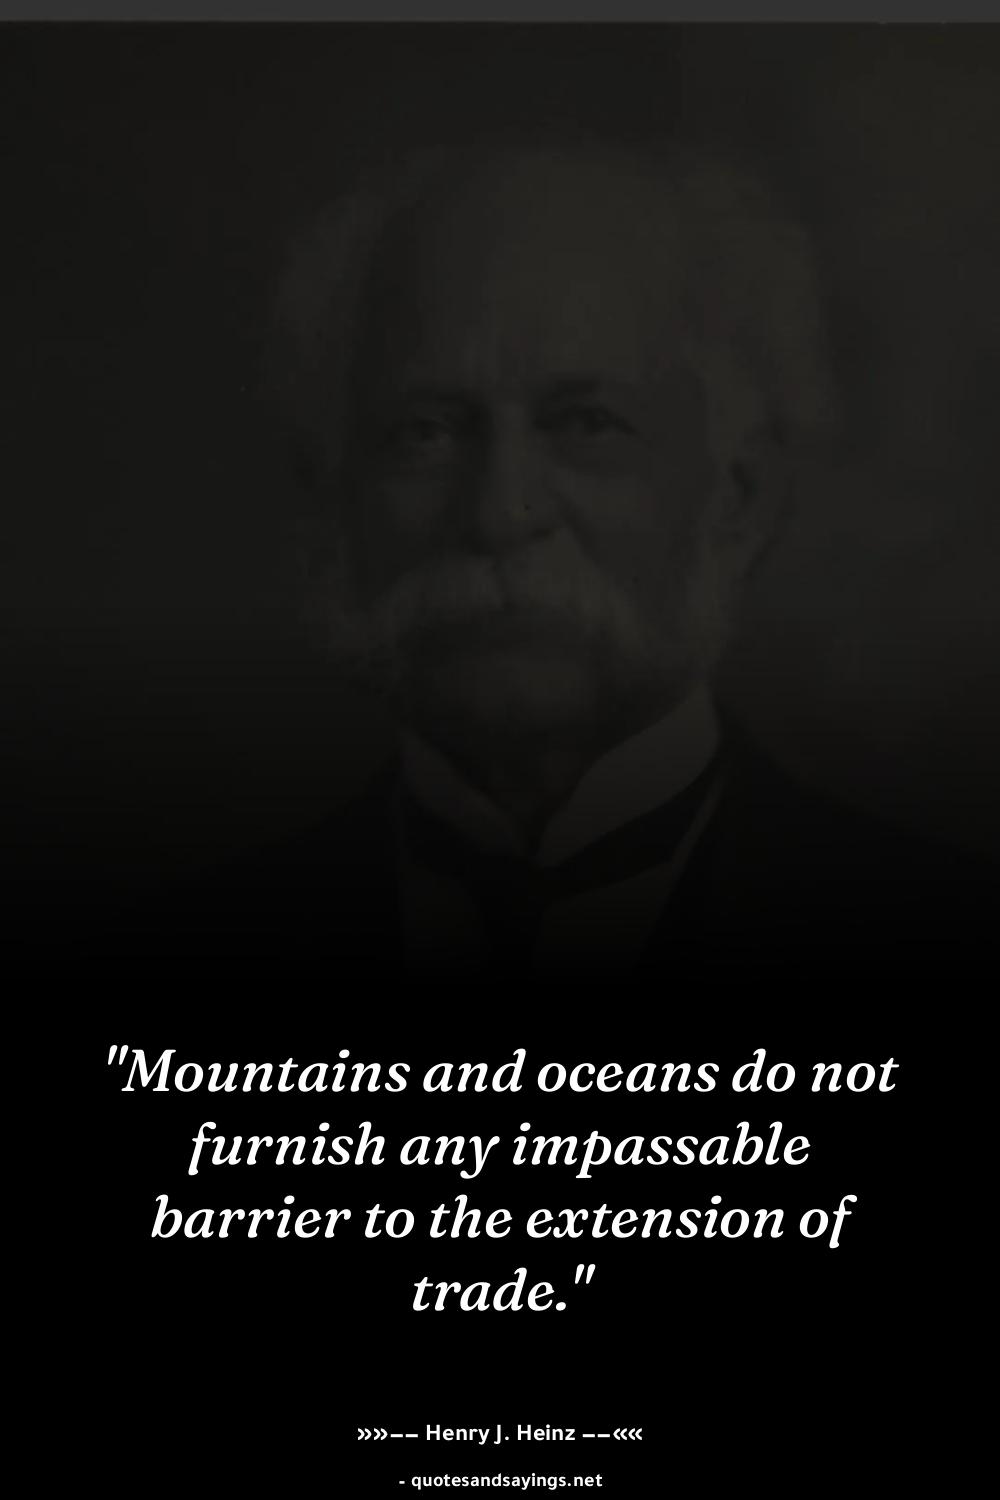 "Mountains and oceans do not
furnish any impassable
barrier to the extension of
trade."
»»−− Henry J. Heinz −−««
- quotesandsayings.net